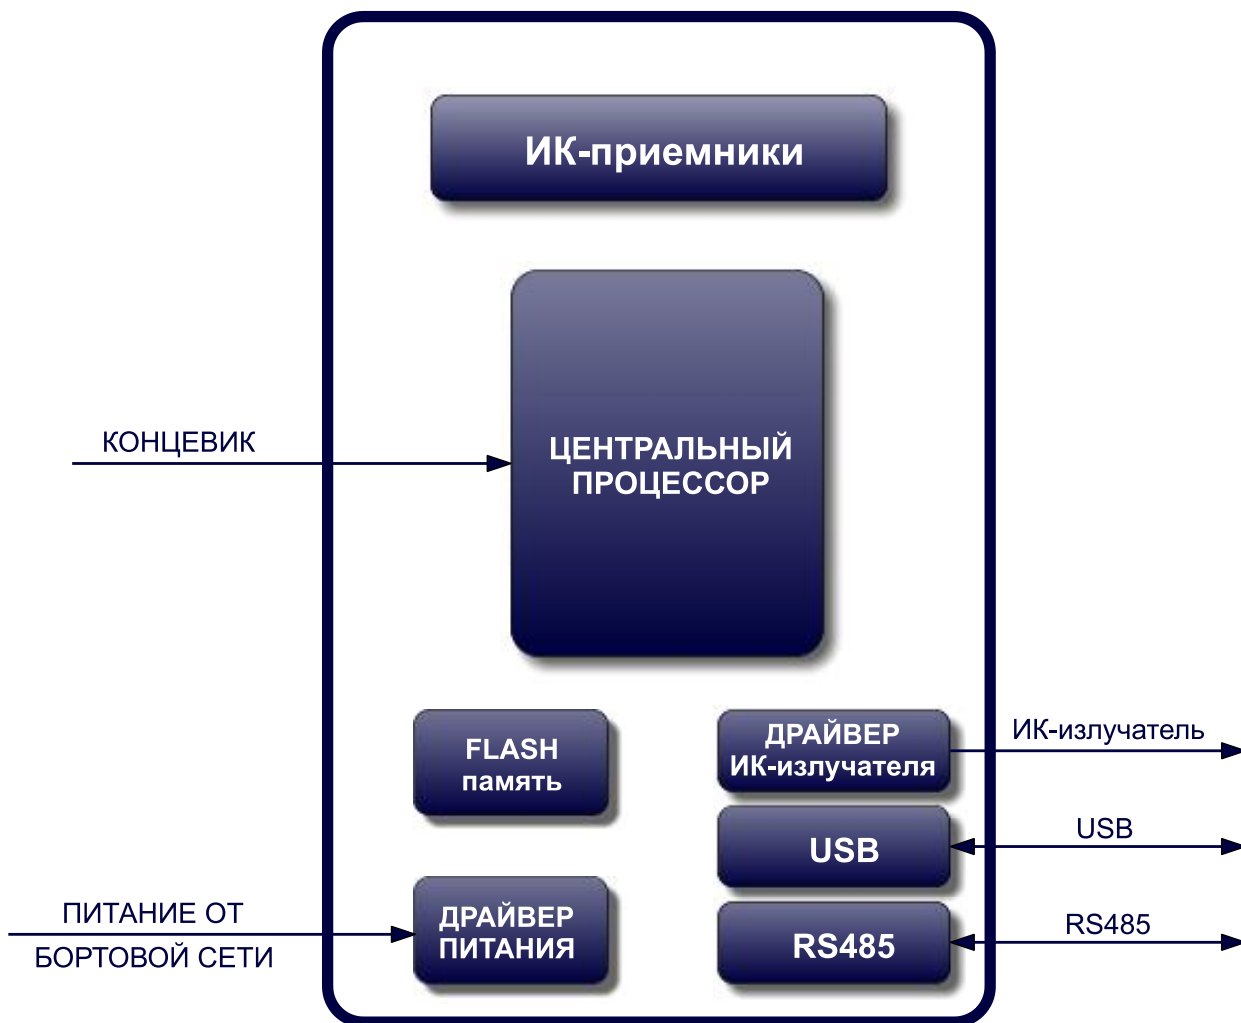 ИК-приемники
КОНЦЕВИК
ЦЕНТРАЛЬНЫЙ
ПРОЦЕССОР
FLASH
память
ДРАЙВЕР
ИК-излучателя
ИК-излучатель
USB
USB
ПИТАНИЕ ОТ
БОРТОВОЙ СЕТИ
ДРАЙВЕР
ПИТАНИЯ
RS485
RS485